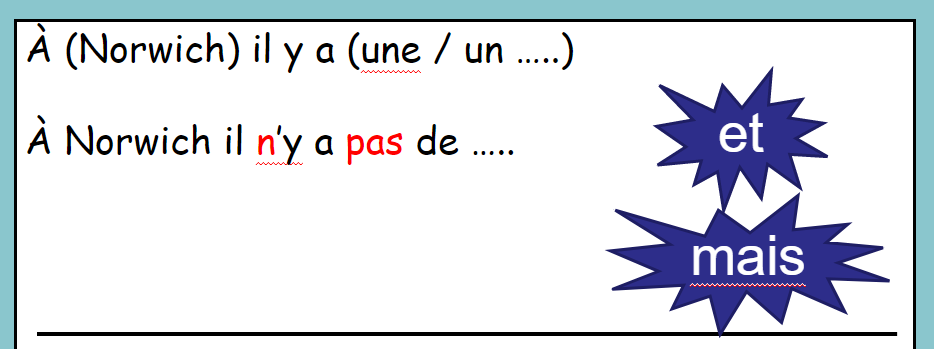 À (Norwich) il y a (une / un …..)
et
À Norwich il n’y a pas de …..
mais